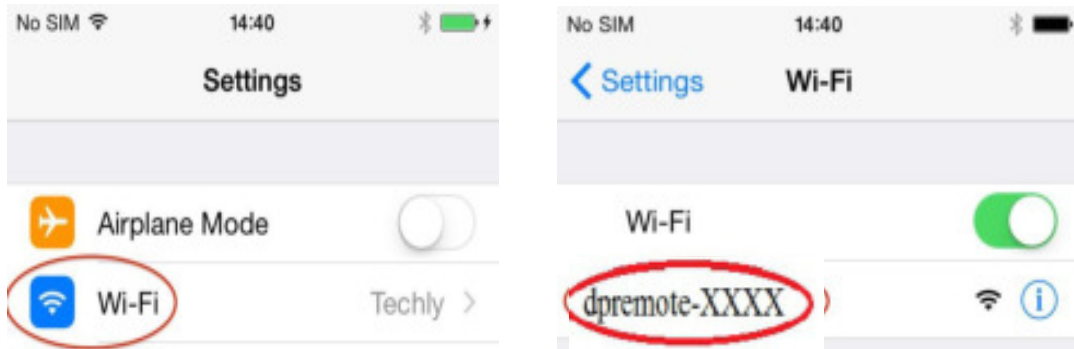 No SIM 14:40
Settings
Airplane Mode
Wi-Fi Techly
No SIM 14:40
Settings Wi-Fi
Wi-Fi
dpremote-XXXX